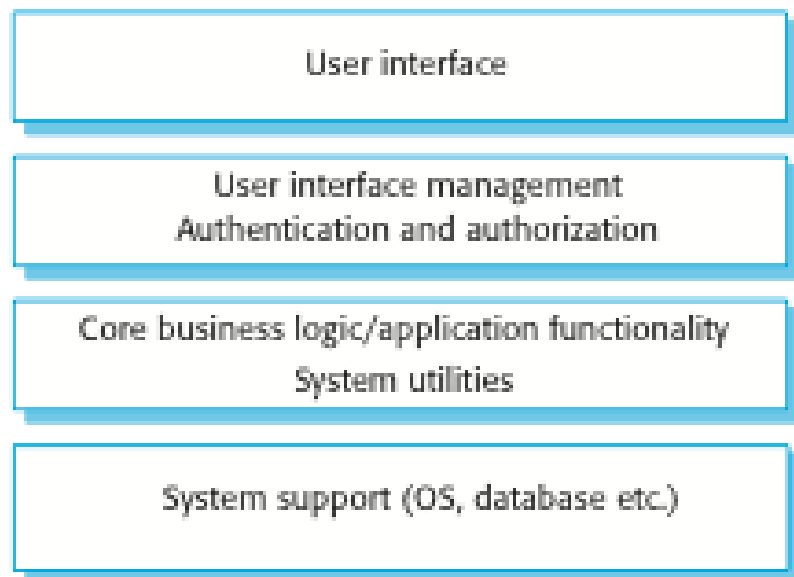 User interface
User interface management
Authentication and authorization
Core business logic/application functionality
System utilities
System support (OS, database etc.)